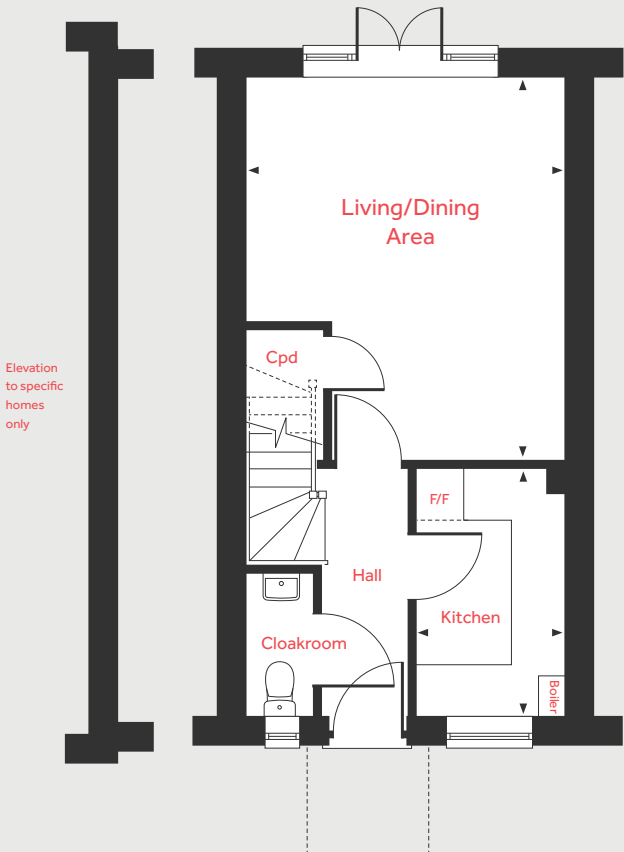 Living/Dining
Area
Cpd
Elevation
to specific
homes
only
F/F
Hall
Kitchen
Cloakroom
Boiler